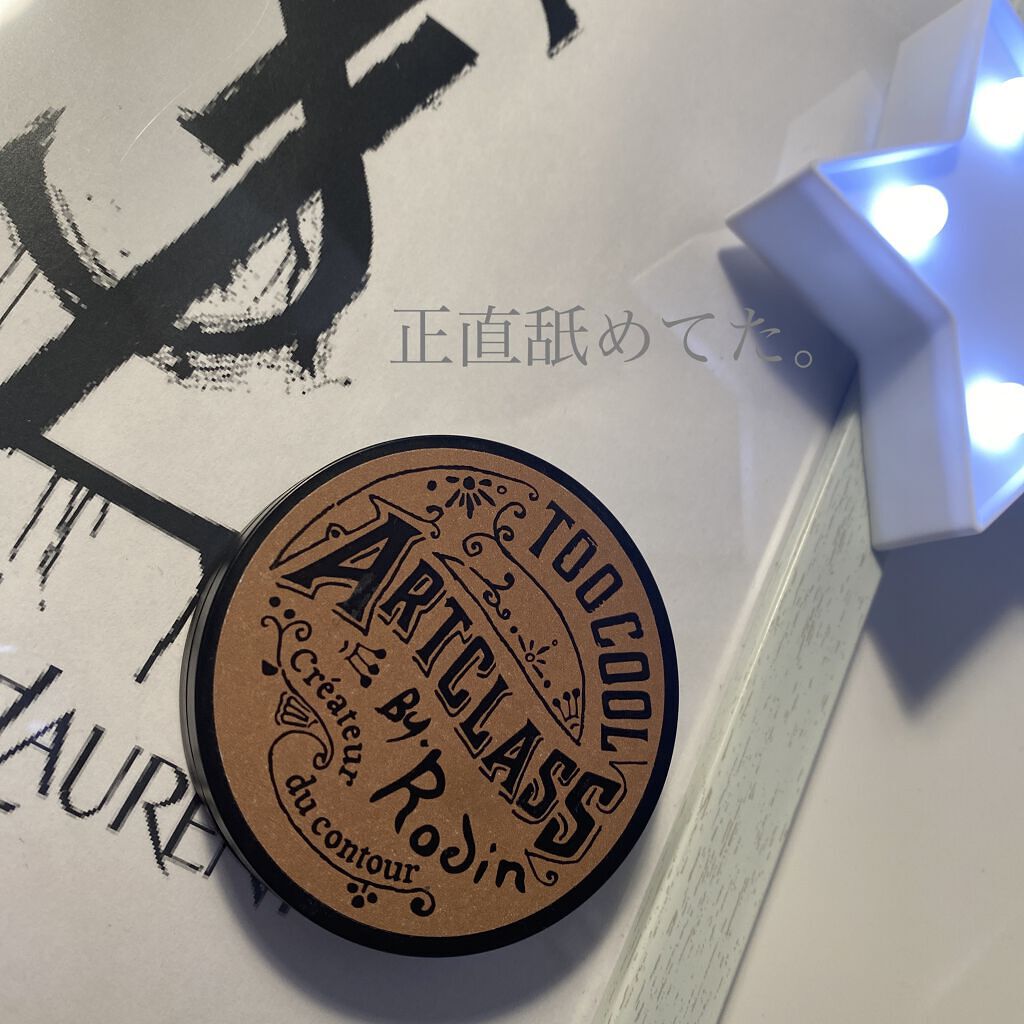 正直舐めてた。
TOO COOL
ARTCLASS
By. Rodin
Créateur
du contour